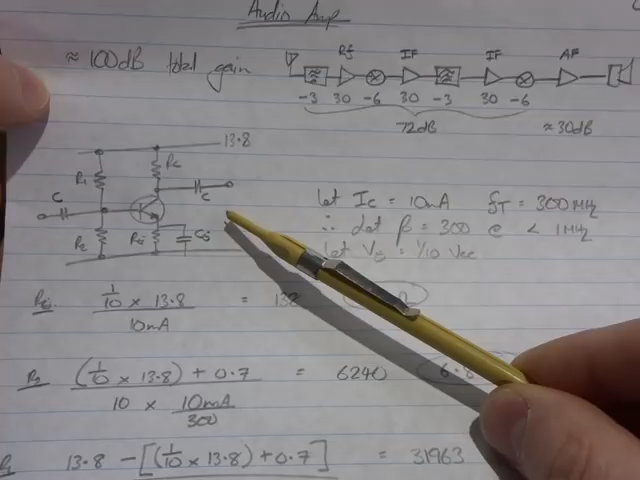 Audio Amp
≈ 100dB total gain
Rf IF IF AF
-3 30 -6 30 -3 30 -6
72dB ≈30dB
13.8
R1 Rc
C C
R2 RE CE
let Ic = 10mA fT = 300MHz
∴ let β = 300 @ < 1MHz
let VE = 1/10 Vcc
RE 1/10 × 13.8 / 10mA = 138
R2 (1/10 × 13.8) + 0.7 / 10 × 10mA/300 = 6240 6.8
R1 13.8 - [(1/10 × 13.8) + 0.7] = 31963